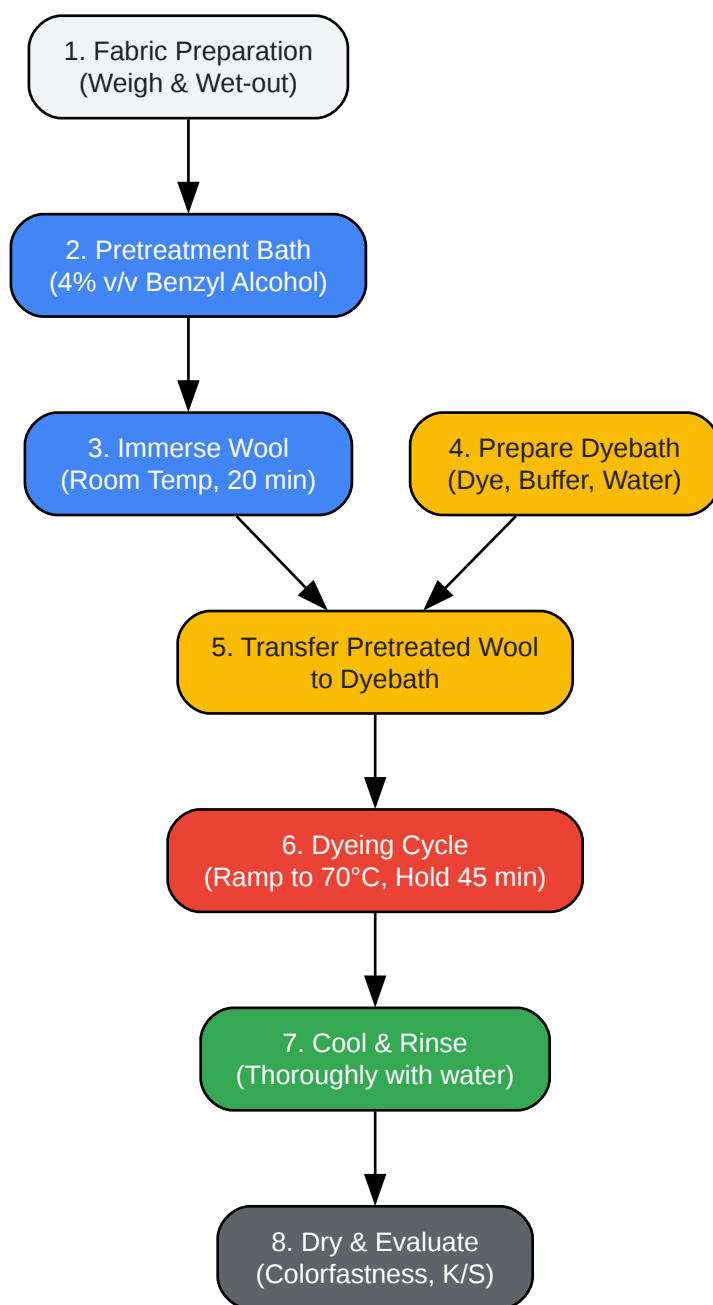 1. Fabric Preparation
(Weigh & Wet-out)
2. Pretreatment Bath
(4% v/v Benzyl Alcohol)
3. Immerse Wool
(Room Temp, 20 min)
4. Prepare Dyebath
(Dye, Buffer, Water)
5. Transfer Pretreated Wool
to Dyebath
6. Dyeing Cycle
(Ramp to 70°C, Hold 45 min)
7. Cool & Rinse
(Thoroughly with water)
8. Dry & Evaluate
(Colorfastness, K/S)